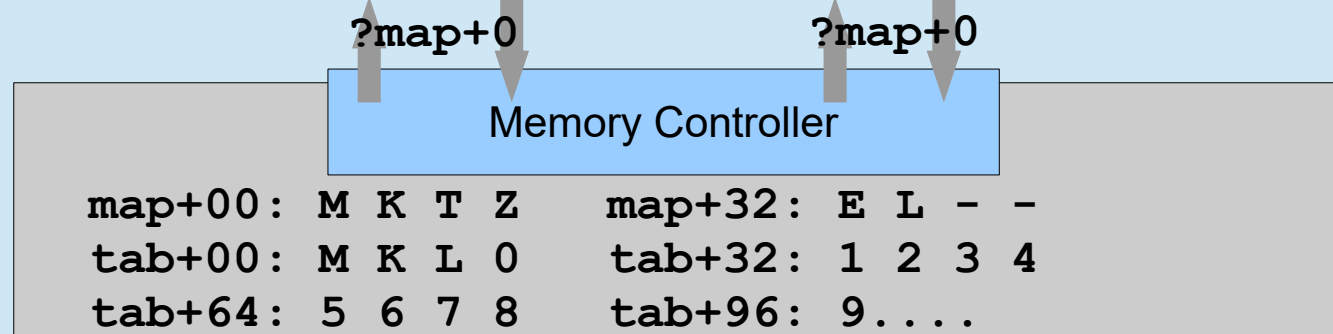 ?map+0 ?map+0
Memory Controller
map+00: M K T Z map+32: E L - -
tab+00: M K L 0 tab+32: 1 2 3 4
tab+64: 5 6 7 8 tab+96: 9....